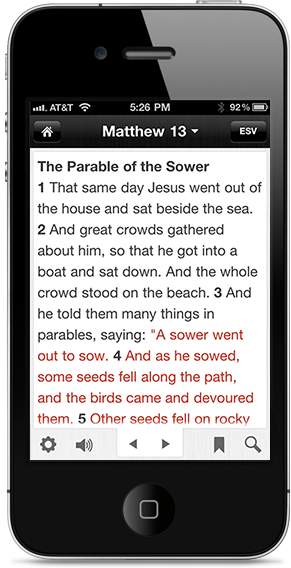 AT&T 5:26 PM 92%
Matthew 13 ESV
The Parable of the Sower
1 That same day Jesus went out of
the house and sat beside the sea.
2 And great crowds gathered
about him, so that he got into a
boat and sat down. And the whole
crowd stood on the beach. 3 And
he told them many things in
parables, saying: "A sower went
out to sow. 4 And as he sowed,
some seeds fell along the path,
and the birds came and devoured
them. 5 Other seeds fell on rocky